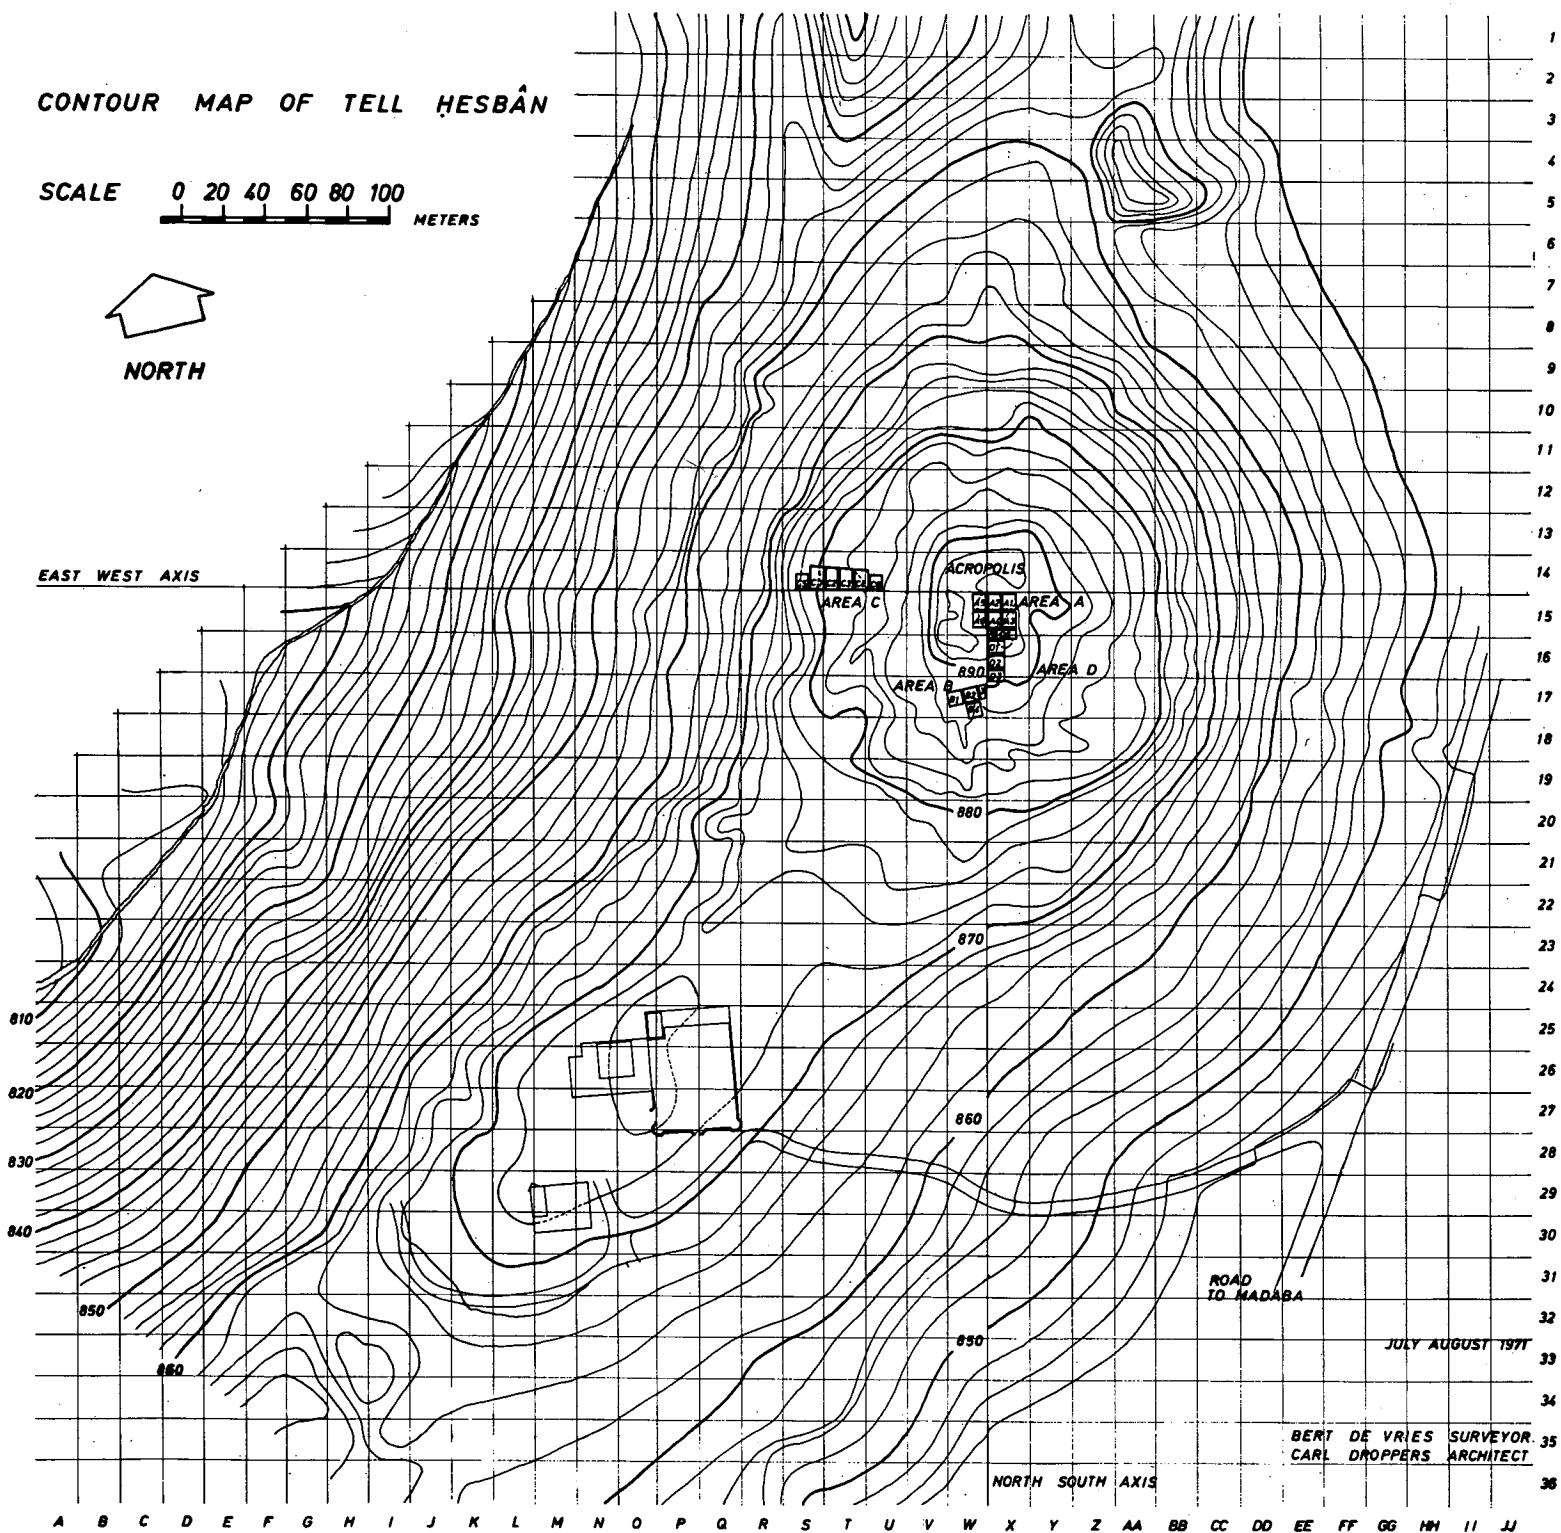 CONTOUR MAP OF TELL ḤESBÂN
SCALE 0 20 40 60 80 100
METERS
NORTH
EAST WEST AXIS
ACROPOLIS
AREA C
AREA A
890
AREA D
AREA B
880
870
860
850
810
820
830
840
850
860
ROAD
TO MADABA
JULY AUGUST 1971
BERT DE VRIES SURVEYOR
CARL DROPPERS ARCHITECT
NORTH SOUTH AXIS
1
2
3
4
5
6
7
8
9
10
11
12
13
14
15
16
17
18
19
20
21
22
23
24
25
26
27
28
29
30
31
32
33
34
35
36
A B C D E F G H I J K L M N O P Q R S T U V W X Y Z AA BB CC DD EE FF GG HH II JJ